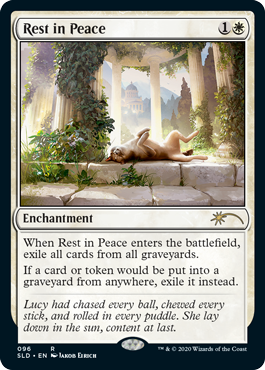 Rest in Peace 1
Enchantment
When Rest in Peace enters the battlefield,
exile all cards from all graveyards.
If a card or token would be put into a
graveyard from anywhere, exile it instead.
Lucy had chased every ball, chewed every
stick, and rolled in every puddle. She lay
down in the sun, content at last.
096 R
SLD • EN Jakob Eirich
™ & © 2020 Wizards of the Coast